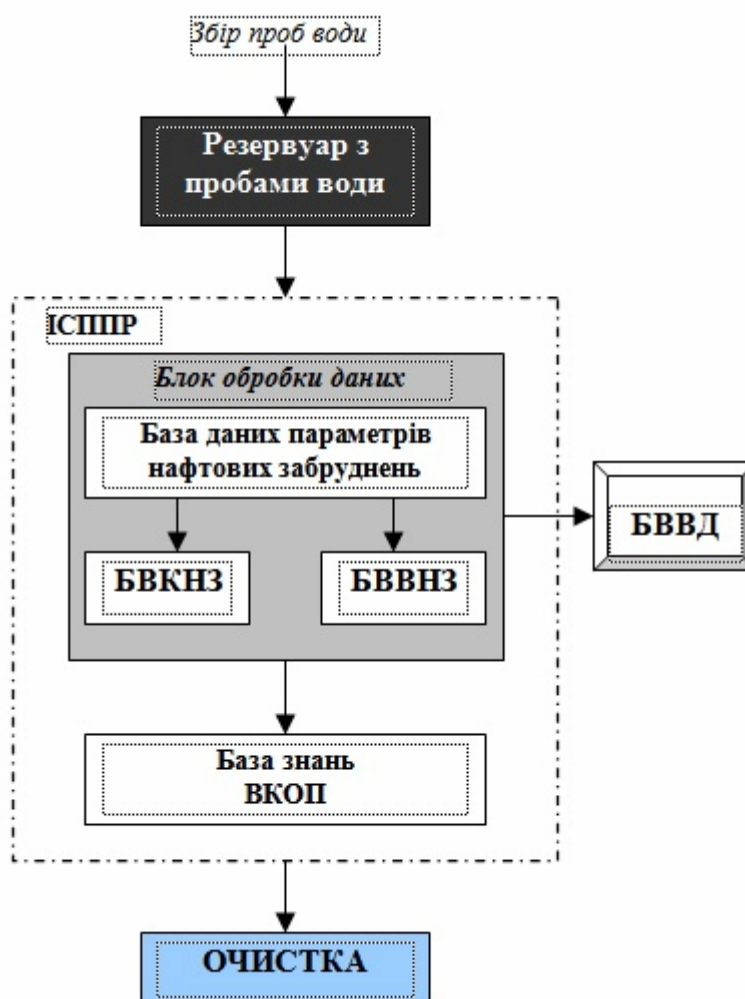 Збір проб води
Резервуар з
пробами води
ІСППР
Блок обробки даних
База даних параметрів
нафтових забруднень
БВКНЗ
БВВНЗ
БВВД
База знань
ВКОП
ОЧИСТКА